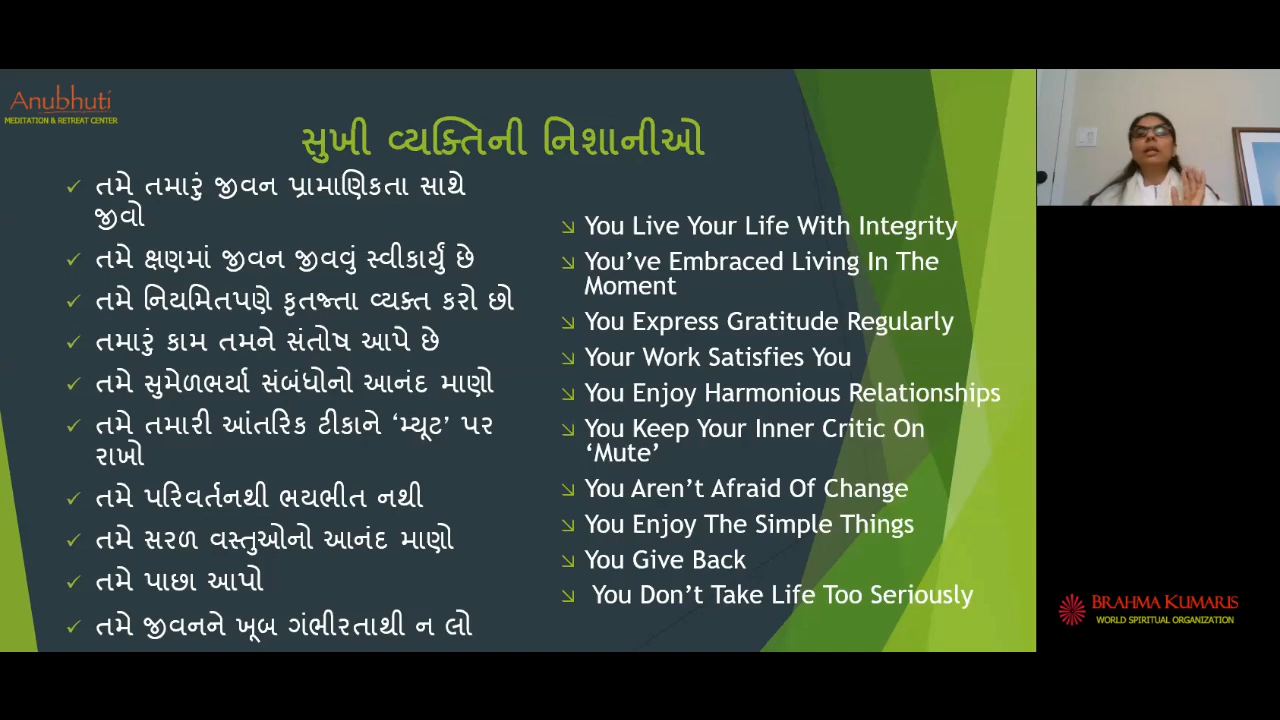 Anubhuti
MEDITATION & RETREAT CENTER
સુખી વ્યક્તિની નિશાનીઓ
તમે તમારું જીવન પ્રામાણિકતા સાથે
જીવો
તમે ક્ષણમાં જીવન જીવવું સ્વીકાર્યું છે
તમે નિયમિતપણે કૃતજ્તા વ્યક્ત કરો છો
તમારું કામ તમને સંતોષ આપે છે
તમે સુમેળભર્યા સંબંધોનો આનંદ માણો
તમે તમારી આંતરિક ટીકાને ‘મ્યૂટ’ પર
રાખો
તમે પરિવર્તનથી ભયભીત નથી
તમે સરળ વસ્તુઓનો આનંદ માણો
તમે પાછા આપો
તમે જીવનને ખૂબ ગંભીરતાથી ન લો
You Live Your Life With Integrity
You’ve Embraced Living In The
Moment
You Express Gratitude Regularly
Your Work Satisfies You
You Enjoy Harmonious Relationships
You Keep Your Inner Critic On
‘Mute’
You Aren’t Afraid Of Change
You Enjoy The Simple Things
You Give Back
You Don’t Take Life Too Seriously
BRAHMA KUMARIS
WORLD SPIRITUAL ORGANIZATION